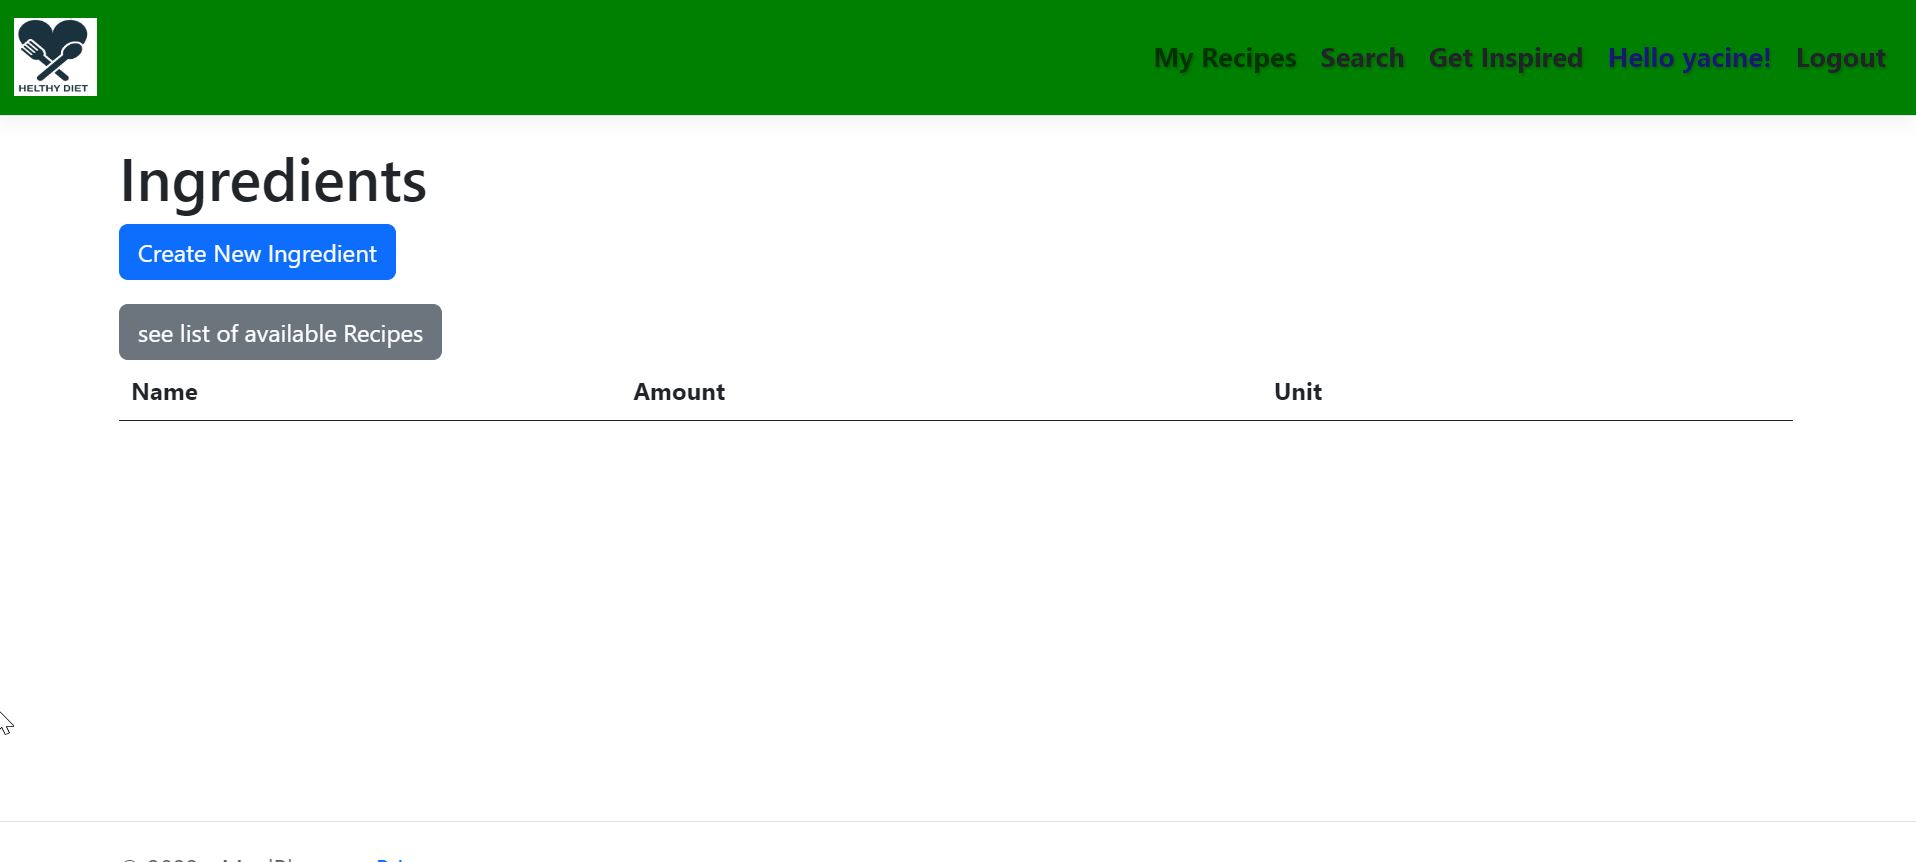 HELTHY DIET
My Recipes Search Get Inspired Hello yacine! Logout
Ingredients
Create New Ingredient
see list of available Recipes
Name Amount Unit